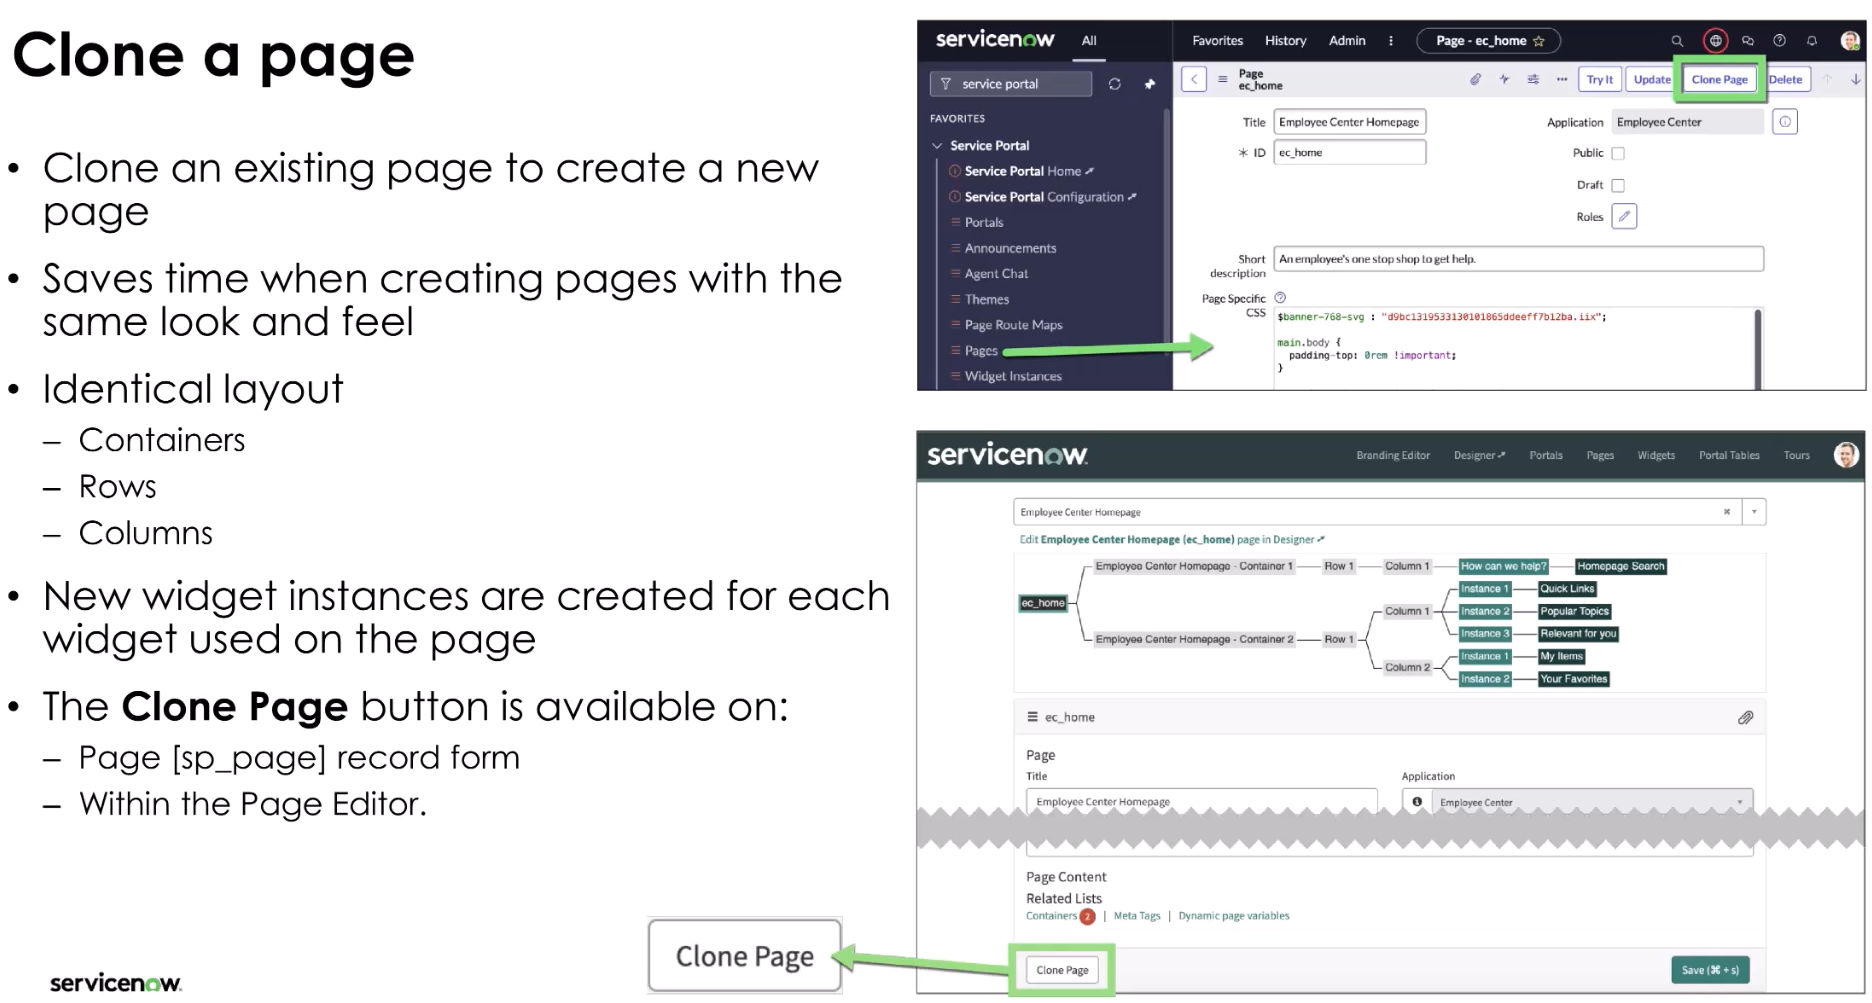 Clone a page
• Clone an existing page to create a new
page
• Saves time when creating pages with the
same look and feel
• Identical layout
– Containers
– Rows
– Columns
• New widget instances are created for each
widget used on the page
• The Clone Page button is available on:
– Page [sp_page] record form
– Within the Page Editor.
servicenow
servicenow All Favorites History Admin Page - ec_home
service portal
FAVORITES
Service Portal
Service Portal Home
Service Portal Configuration
Portals
Announcements
Agent Chat
Themes
Page Route Maps
Pages
Widget Instances
Page
ec_home
Try It Update Clone Page Delete
Title Employee Center Homepage Application Employee Center
* ID ec_home Public
Draft
Roles
Short
description
An employee's one stop shop to get help.
Page Specific
CSS
$banner-768-svg : "d9bc1319533130101865ddeeff7b12ba.iix";
main.body {
padding-top: 0rem !important;
}
servicenow Branding Editor Designer Portals Pages Widgets Portal Tables Tours
Employee Center Homepage
Edit Employee Center Homepage (ec_home) page in Designer
ec_home
Employee Center Homepage - Container 1 Row 1 Column 1 How can we help? Homepage Search
Employee Center Homepage - Container 2 Row 1
Column 1
Instance 1 Quick Links
Instance 2 Popular Topics
Instance 3 Relevant for you
Column 2
Instance 1 My Items
Instance 2 Your Favorites
ec_home
Page
Title Application
Employee Center Homepage Employee Center
Page Content
Related Lists
Containers 2 | Meta Tags | Dynamic page variables
Clone Page Save (⌘ + s)
Clone Page